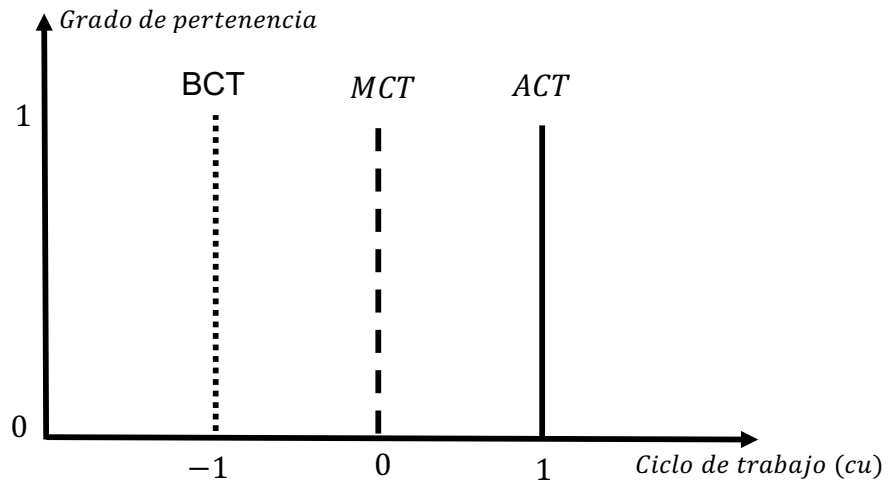 Grado de pertenencia
BCT MCT ACT
1
0
−1 0 1 Ciclo de trabajo (cu)